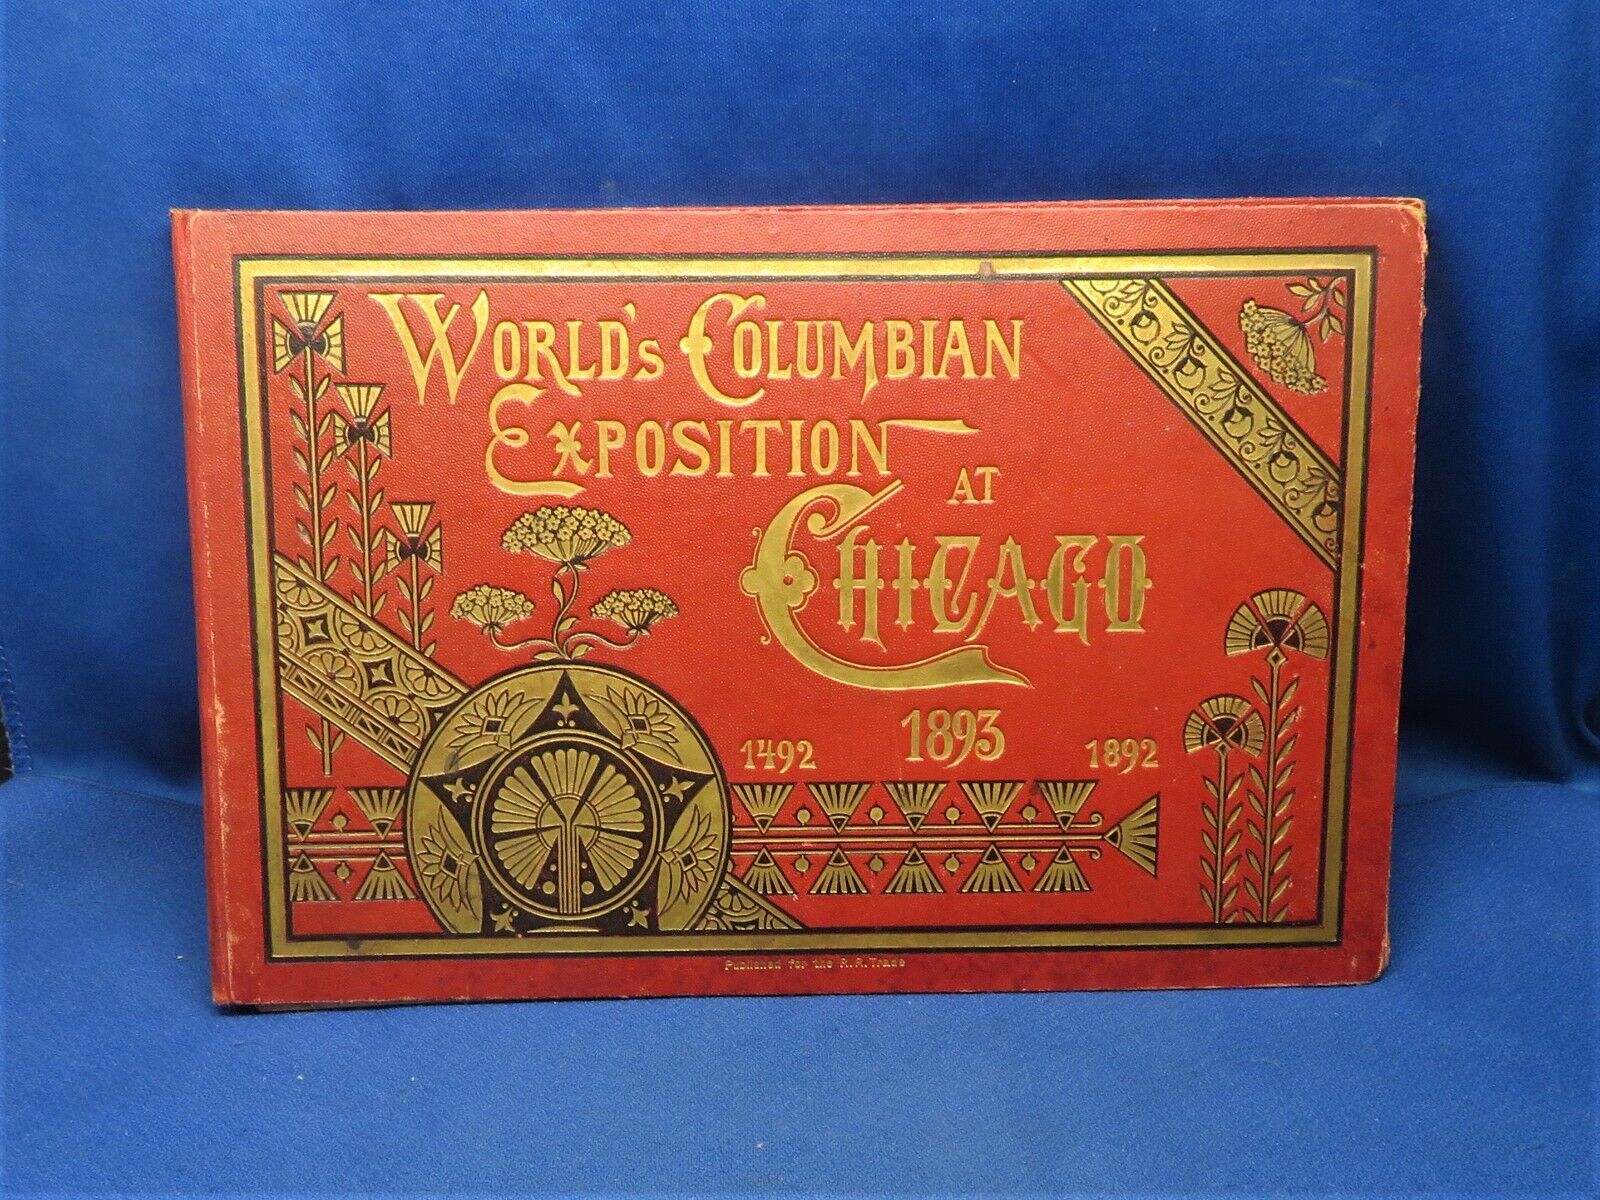 World's Columbian
Exposition
at
Chicago
1492 1893 1892
Published for the R.R. Trade